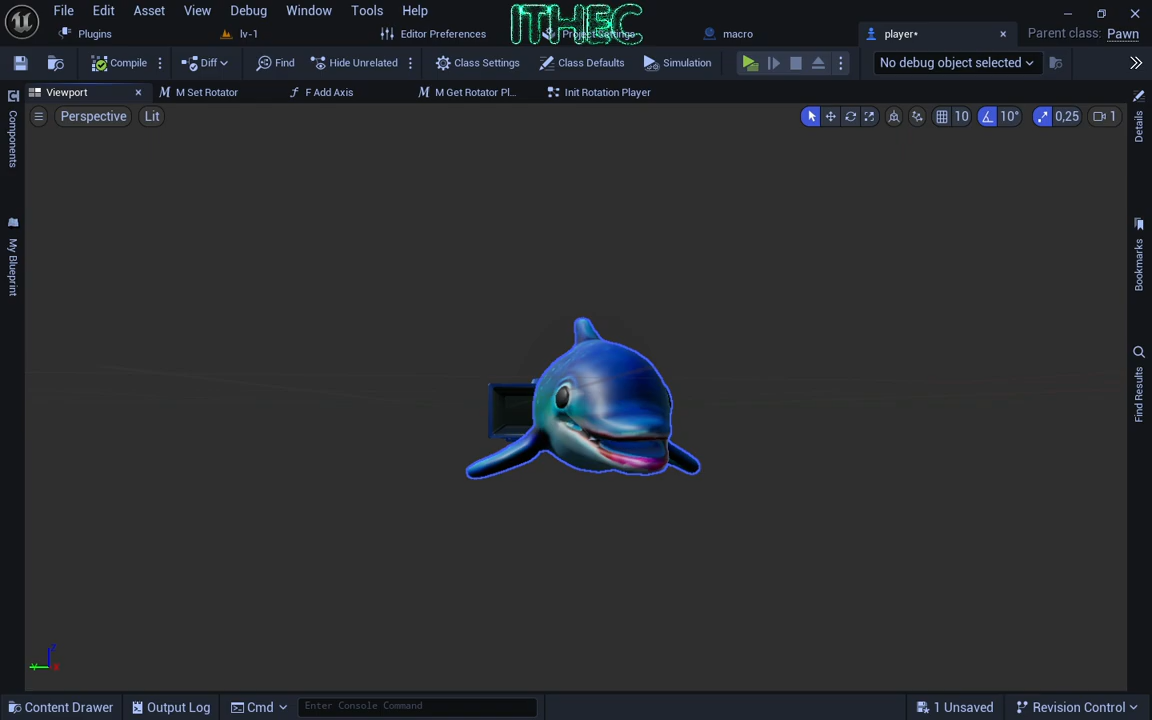 File Edit Asset View Debug Window Tools Help
ITHEC
Plugins lv-1 Editor Preferences Project Settings macro player* Parent class: Pawn
Compile Diff Find Hide Unrelated Class Settings Class Defaults Simulation No debug object selected
Viewport M Set Rotator F Add Axis M Get Rotator Pl... Init Rotation Player
Perspective Lit 10 10° 0,25 1
Components
My Blueprint
Details
Bookmarks
Find Results
Content Drawer Output Log Cmd Enter Console Command 1 Unsaved Revision Control